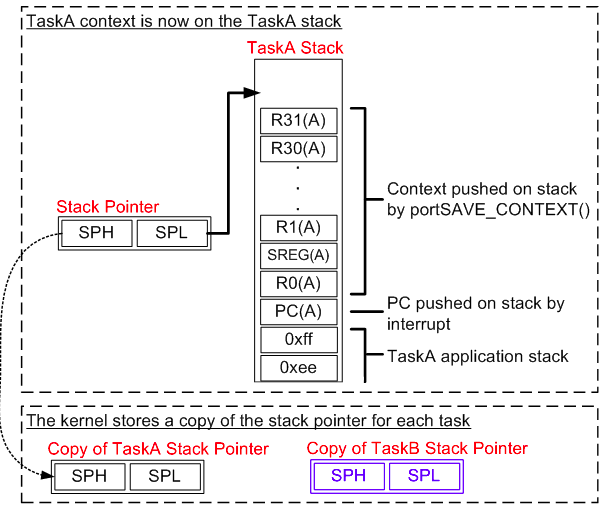 TaskA context is now on the TaskA stack
TaskA Stack
R31(A)
R30(A)
.
.
.
Context pushed on stack
by portSAVE_CONTEXT()
Stack Pointer
SPH SPL
R1(A)
SREG(A)
R0(A)
PC(A)
PC pushed on stack by
interrupt
0xff
0xee
TaskA application stack
The kernel stores a copy of the stack pointer for each task
Copy of TaskA Stack Pointer
SPH SPL
Copy of TaskB Stack Pointer
SPH SPL